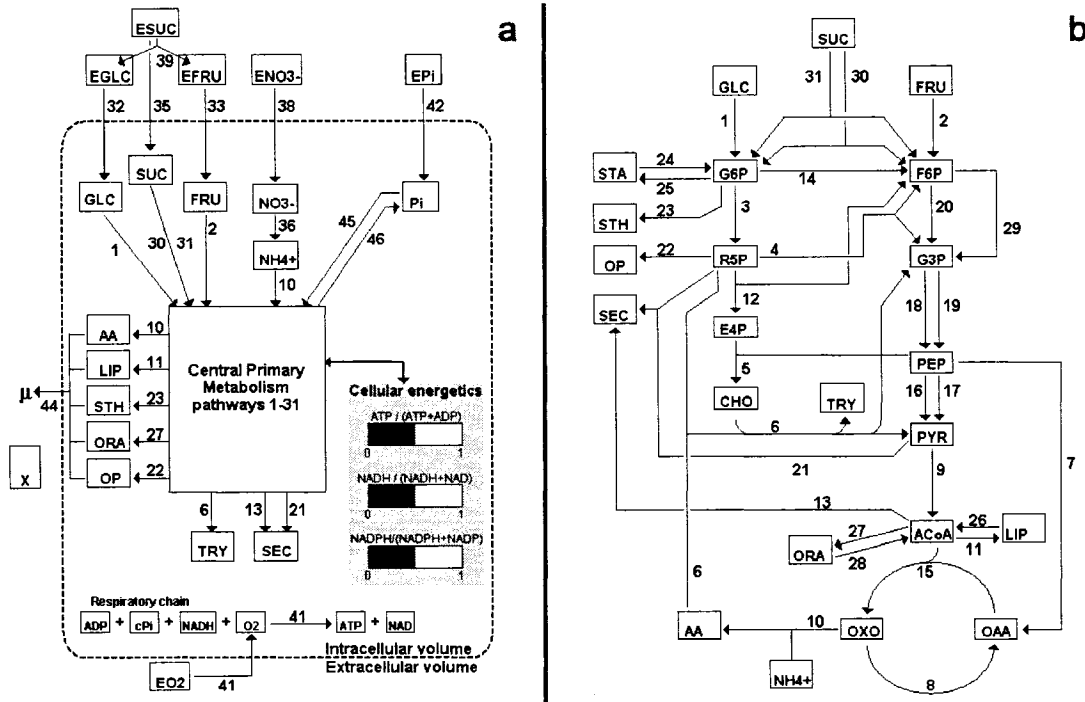 a
ESUC
39
EGLC
EFRU
ENO3-
EPi
32
35
33
38
42
SUC
GLC
FRU
NO3-
Pi
36
45
46
NH4+
1
30
31
2
10
Central Primary
Metabolism
pathways 1-31
AA
10
LIP
11
μ
44
STH
23
ORA
27
OP
22
X
Cellular energetics
ATP / (ATP+ADP)
0 1
NADH / (NADH+NAD)
0 1
NADPH/(NADPH+NADP)
0 1
6
13
21
TRY
SEC
Respiratory chain
ADP + cPi + NADH + O2 41 ATP + NAD
Intracellular volume
Extracellular volume
EO2
41
b
SUC
31
30
GLC
FRU
1
2
STA
24
G6P
14
F6P
25
STH
23
3
20
29
OP
22
R5P
4
G3P
SEC
12
18
19
E4P
5
PEP
CHO
TRY
16
17
6
PYR
21
9
7
13
27
ACoA
26
LIP
ORA
28
11
15
6
AA
10
OXO
OAA
NH4+
8